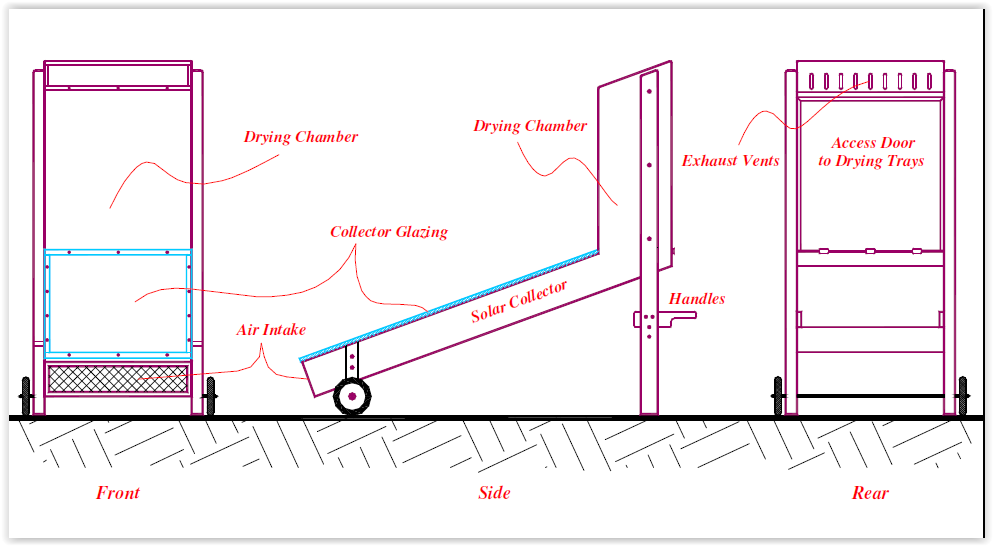 Drying Chamber
Drying Chamber
Exhaust Vents
Access Door
to Drying Trays
Collector Glazing
Solar Collector
Handles
Air Intake
Front
Side
Rear